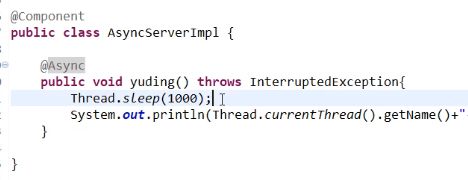 @Component
public class AsyncServerImpl {
@Async
public void yuding() throws InterruptedException{
Thread.sleep(1000);
System.out.println(Thread.currentThread().getName()+"
}
}